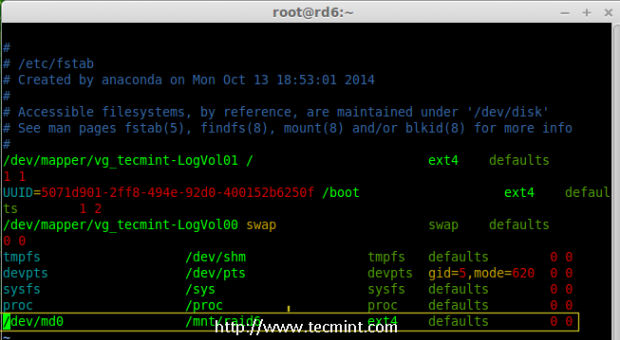 root@rd6:~
#
# /etc/fstab
# Created by anaconda on Mon Oct 13 18:53:01 2014
#
# Accessible filesystems, by reference, are maintained under '/dev/disk'
# See man pages fstab(5), findfs(8), mount(8) and/or blkid(8) for more info
#
/dev/mapper/vg_tecmint-LogVol01 / ext4 defaults
1 1
UUID=5071d901-2ff8-494e-92d0-400152b6250f /boot ext4 defaul
ts 1 2
/dev/mapper/vg_tecmint-LogVol00 swap swap defaults
0 0
tmpfs /dev/shm tmpfs defaults 0 0
devpts /dev/pts devpts gid=5,mode=620 0 0
sysfs /sys sysfs defaults 0 0
proc /proc proc defaults 0 0
/dev/md0 /mnt/raid6 ext4 defaults 0 0
http://www.tecmint.com
~